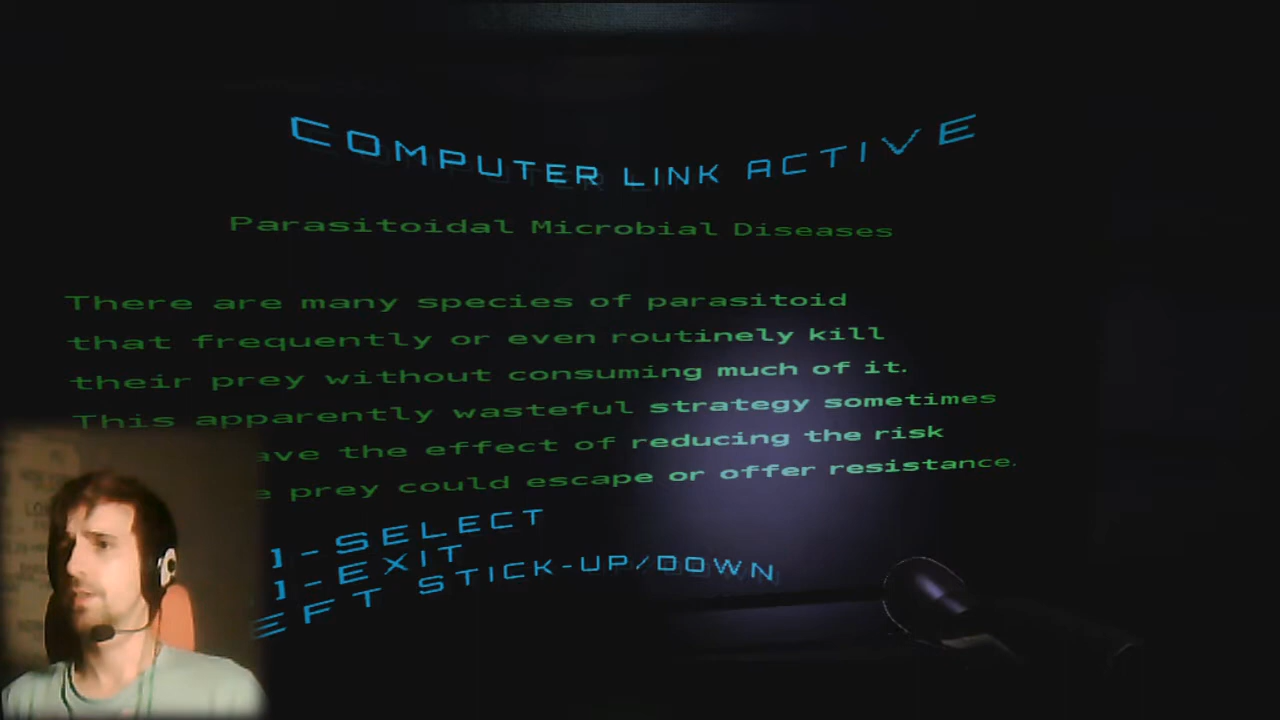 COMPUTER LINK ACTIVE
Parasitoidal Microbial Diseases
There are many species of parasitoid
that frequently or even routinely kill
their prey without consuming much of it.
This apparently wasteful strategy sometimes
the effect of reducing the risk
prey could escape or offer resistance.
]-SELECT
]-EXIT
STICK-UP/DOWN